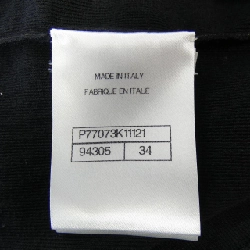 MADE IN ITALY
FABRIQUE EN ITALIE
P77073K11121
94305 34